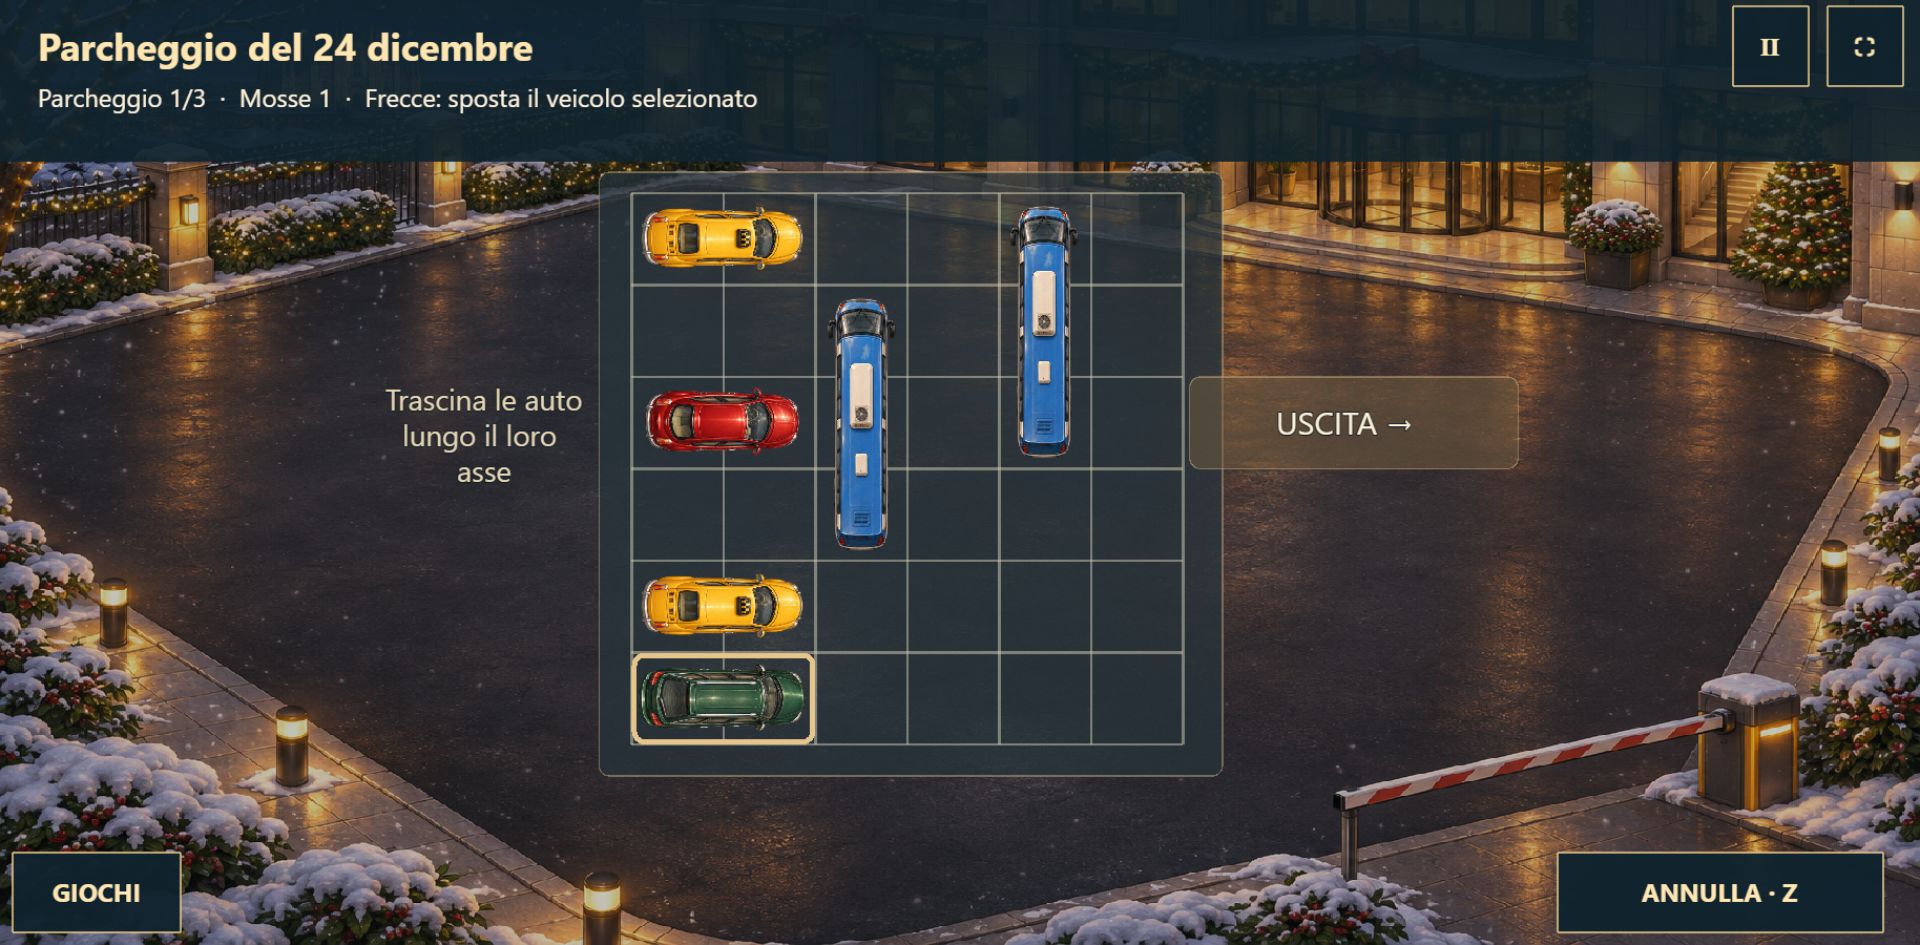 Parcheggio del 24 dicembre
Parcheggio 1/3 · Mosse 1 · Frecce: sposta il veicolo selezionato
II
Trascina le auto
lungo il loro
asse
USCITA →
GIOCHI
ANNULLA · Z